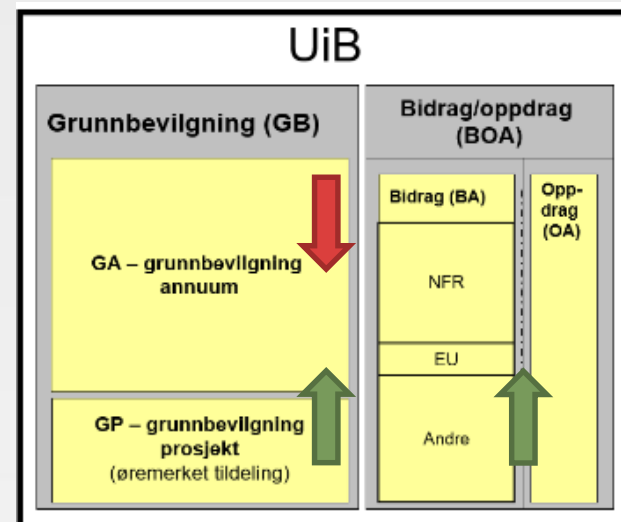 UiB
Grunnbevilgning (GB)
GA – grunnbevilgning
annuum
GP – grunnbevilgning
prosjekt
(øremerket tildeling)
Bidrag/oppdrag
(BOA)
Bidrag (BA)
NFR
EU
Andre
Opp-
drag
(OA)